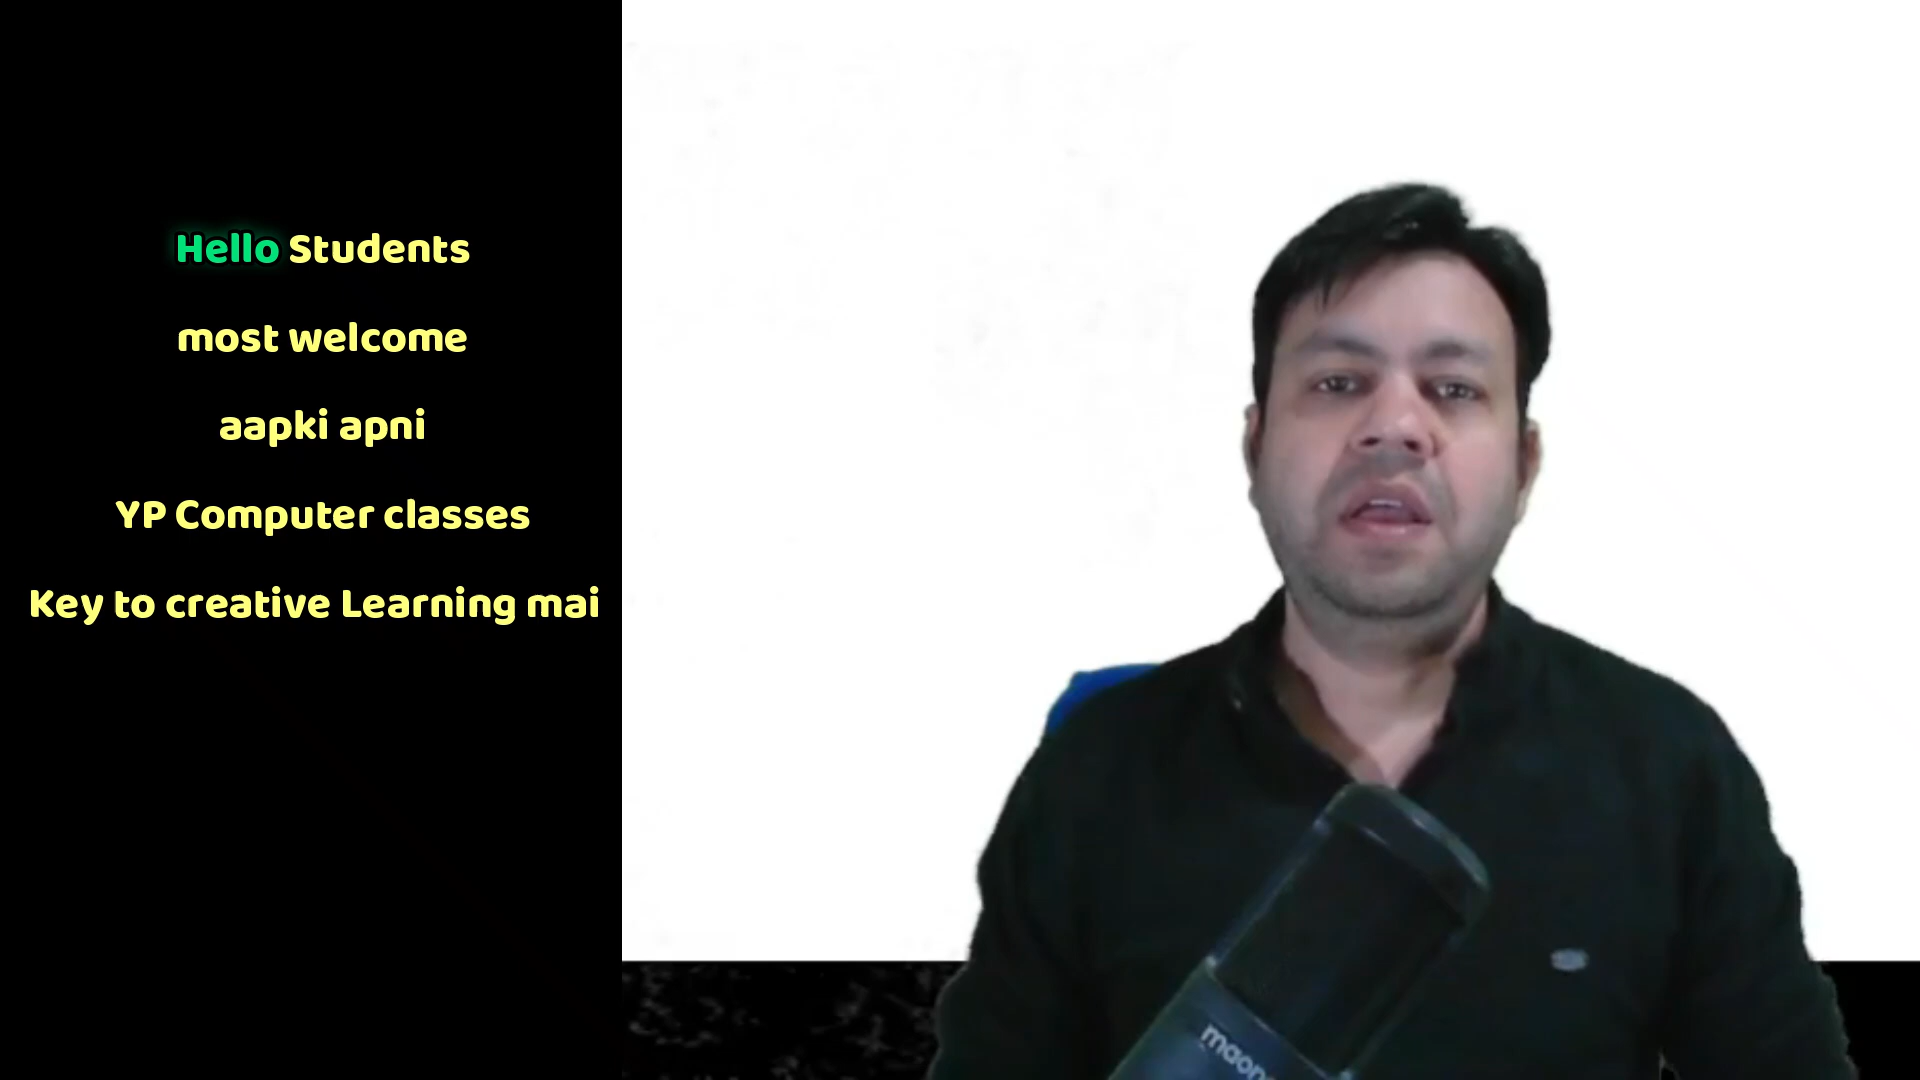 Hello Students
most welcome
aapki apni
YP Computer classes
Key to creative Learning mai